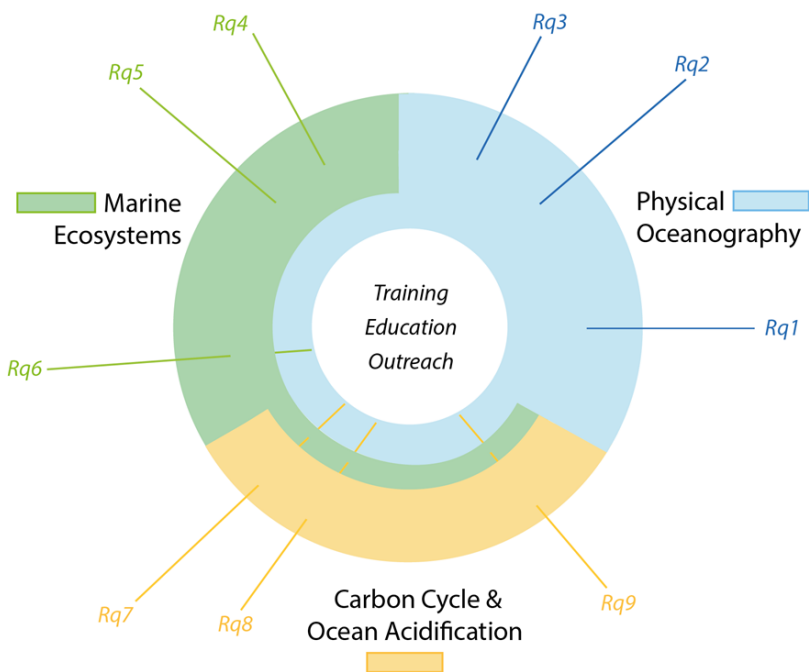 Rq4
Rq3
Rq5
Rq2
Marine
Ecosystems
Physical
Oceanography
Training
Education
Outreach
Rq1
Rq6
Rq7
Rq8
Rq9
Carbon Cycle &
Ocean Acidification